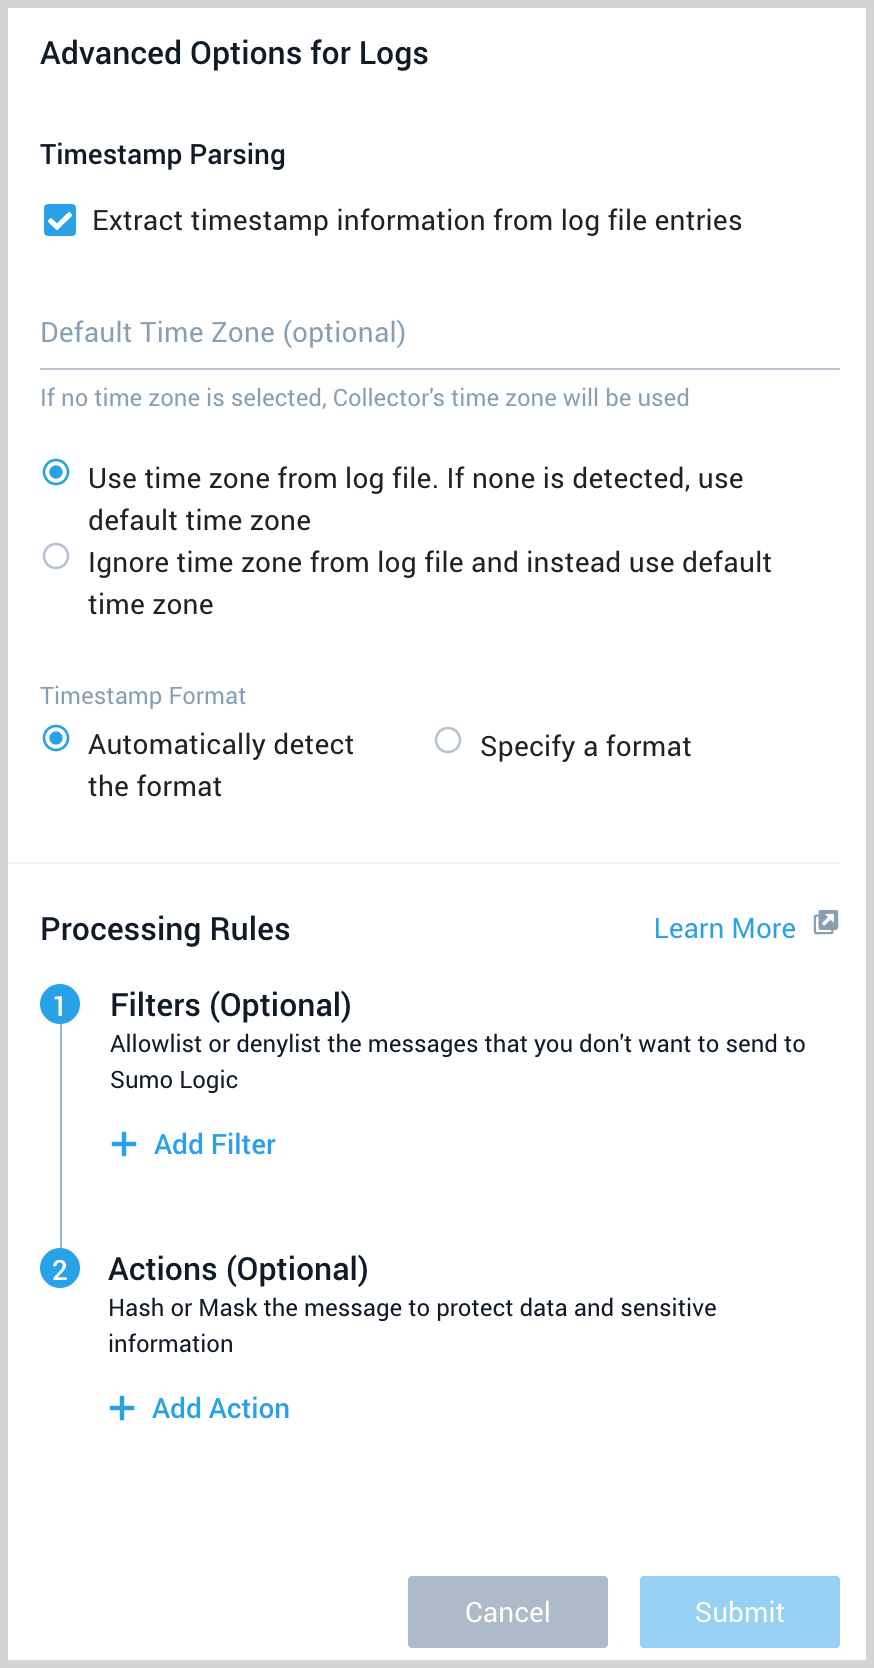 Advanced Options for Logs
Timestamp Parsing
Extract timestamp information from log file entries
Default Time Zone (optional)
If no time zone is selected, Collector's time zone will be used
Use time zone from log file. If none is detected, use
default time zone
Ignore time zone from log file and instead use default
time zone
Timestamp Format
Automatically detect
the format
Specify a format
Processing Rules
Learn More
1
Filters (Optional)
Allowlist or denylist the messages that you don't want to send to
Sumo Logic
+ Add Filter
2
Actions (Optional)
Hash or Mask the message to protect data and sensitive
information
+ Add Action
Cancel
Submit